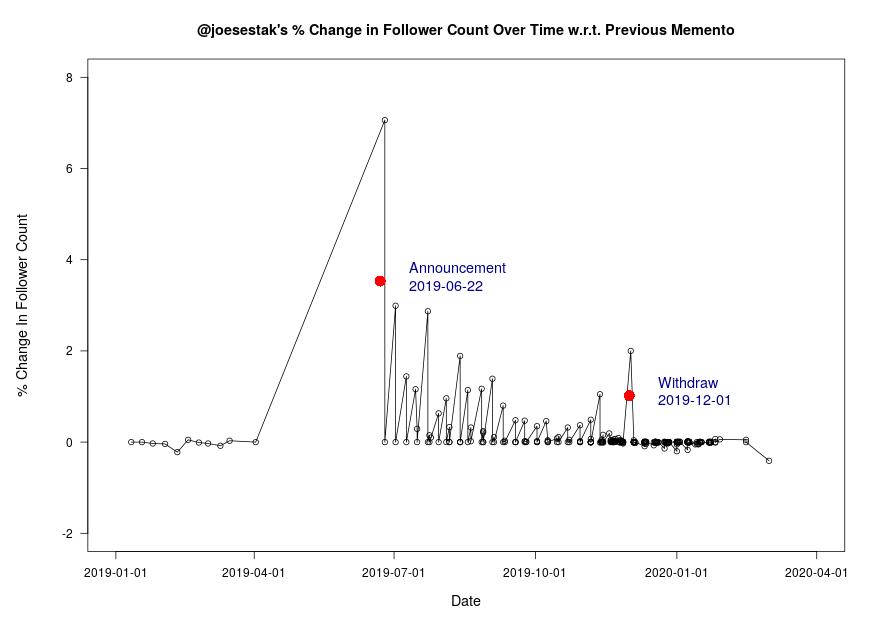 @joesestak's % Change in Follower Count Over Time w.r.t. Previous Memento
8
6
4
2
0
-2
% Change In Follower Count
Announcement
2019-06-22
Withdraw
2019-12-01
2019-01-01
2019-04-01
2019-07-01
2019-10-01
2020-01-01
2020-04-01
Date